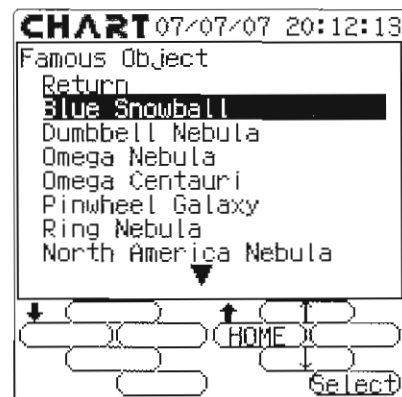 CHART 07/07/07 20:12:13
Famous Object
Return
Blue Snowball
Dumbbell Nebula
Omega Nebula
Omega Centauri
Pinwheel Galaxy
Ring Nebula
North America Nebula
HOME
Select